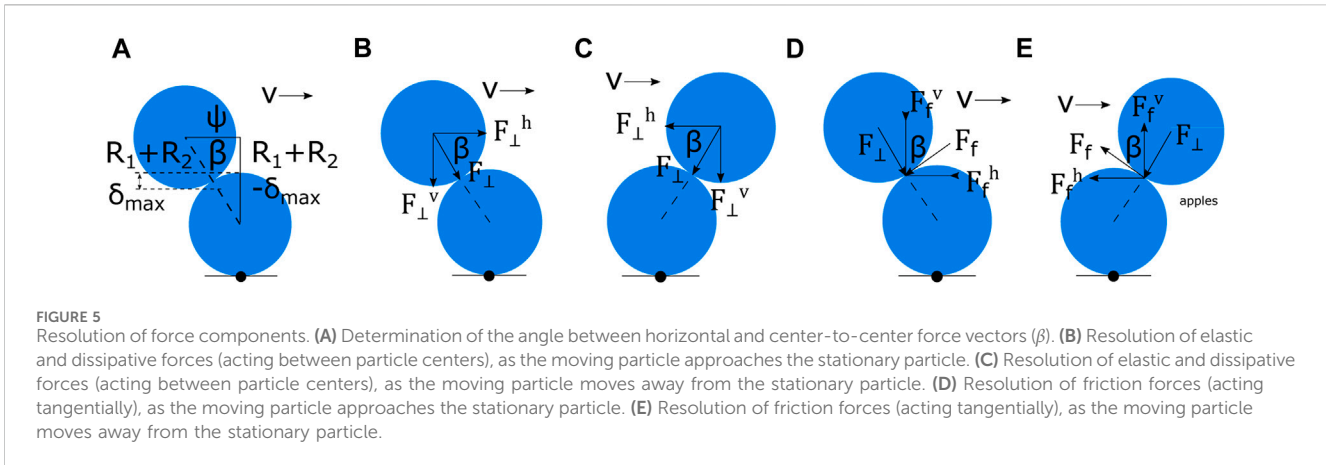 A B C D E
ψ V
R₁+R₂ β R₁+R₂
δmax -δmax
V
F⊥ʰ
β F⊥
F⊥ᵛ
V
F⊥ʰ
β
F⊥ F⊥ᵛ
Ffᵛ V
F⊥ β Ff
Ffʰ
V Ffᵛ
Ff β F⊥
Ffʰ
apples
FIGURE 5
Resolution of force components. (A) Determination of the angle between horizontal and center-to-center force vectors (β). (B) Resolution of elastic
and dissipative forces (acting between particle centers), as the moving particle approaches the stationary particle. (C) Resolution of elastic and dissipative
forces (acting between particle centers), as the moving particle moves away from the stationary particle. (D) Resolution of friction forces (acting
tangentially), as the moving particle approaches the stationary particle. (E) Resolution of friction forces (acting tangentially), as the moving particle
moves away from the stationary particle.